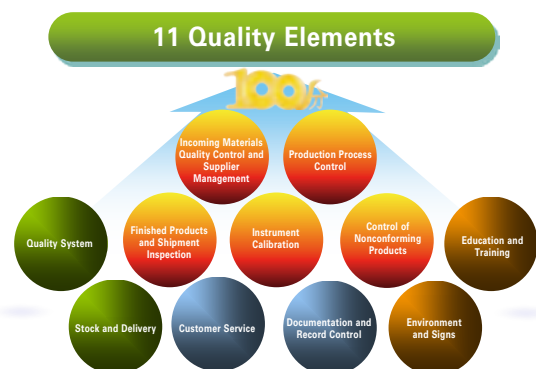 11 Quality Elements
100分
Incoming Materials
Quality Control and
Supplier
Management
Production Process
Control
Quality System
Finished Products
and Shipment
Inspection
Instrument
Calibration
Control of
Nonconforming
Products
Education and
Training
Stock and Delivery
Customer Service
Documentation and
Record Control
Environment
and Signs